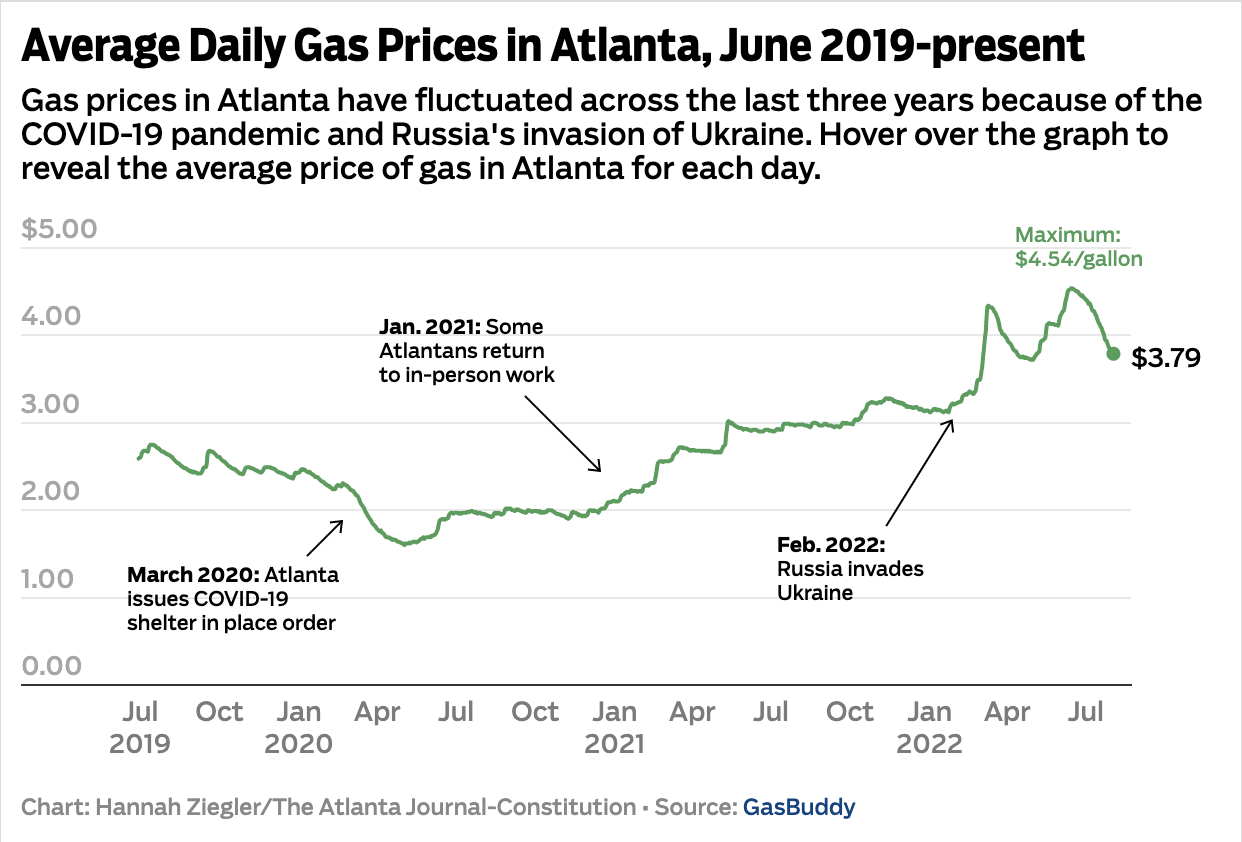 Average Daily Gas Prices in Atlanta, June 2019-present
Gas prices in Atlanta have fluctuated across the last three years because of the
COVID-19 pandemic and Russia's invasion of Ukraine. Hover over the graph to
reveal the average price of gas in Atlanta for each day.
$5.00
Maximum:
$4.54/gallon
4.00
Jan. 2021: Some
Atlantans return
to in-person work
$3.79
3.00
2.00
Feb. 2022:
Russia invades
Ukraine
March 2020: Atlanta
issues COVID-19
shelter in place order
1.00
0.00
Jul Oct Jan Apr Jul Oct Jan Apr Jul Oct Jan Apr Jul
2019 2020 2021 2022
Chart: Hannah Ziegler/The Atlanta Journal-Constitution • Source: GasBuddy